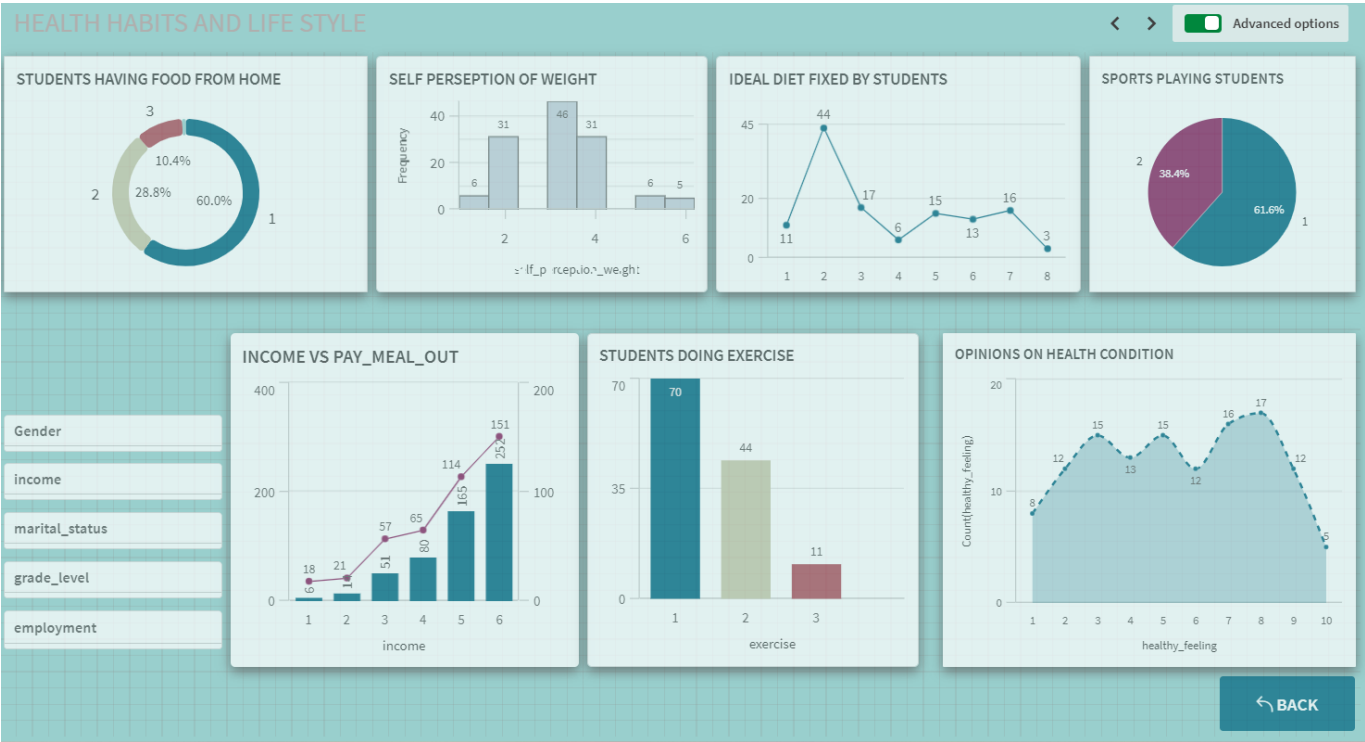 HEALTH HABITS AND LIFE STYLE
Advanced options
STUDENTS HAVING FOOD FROM HOME
3
10.4%
2
28.8%
60.0%
1
SELF PERSEPTION OF WEIGHT
Frequency
40
20
0
6
31
46
31
6
5
2
4
6
IDEAL DIET FIXED BY STUDENTS
45
20
0
11
44
17
6
15
13
16
3
1 2 3 4 5 6 7 8
SPORTS PLAYING STUDENTS
2
38.4%
61.6%
1
Gender
income
marital_status
grade_level
employment
INCOME VS PAY_MEAL_OUT
400
200
0
200
100
0
18
21
57
65
114
151
6
51
80
165
252
1 2 3 4 5 6
income
STUDENTS DOING EXERCISE
70
35
0
70
44
11
1 2 3
exercise
OPINIONS ON HEALTH CONDITION
Count(healthy_feeling)
20
10
0
8
12
15
13
15
12
16
17
12
5
1 2 3 4 5 6 7 8 9 10
healthy_feeling
BACK